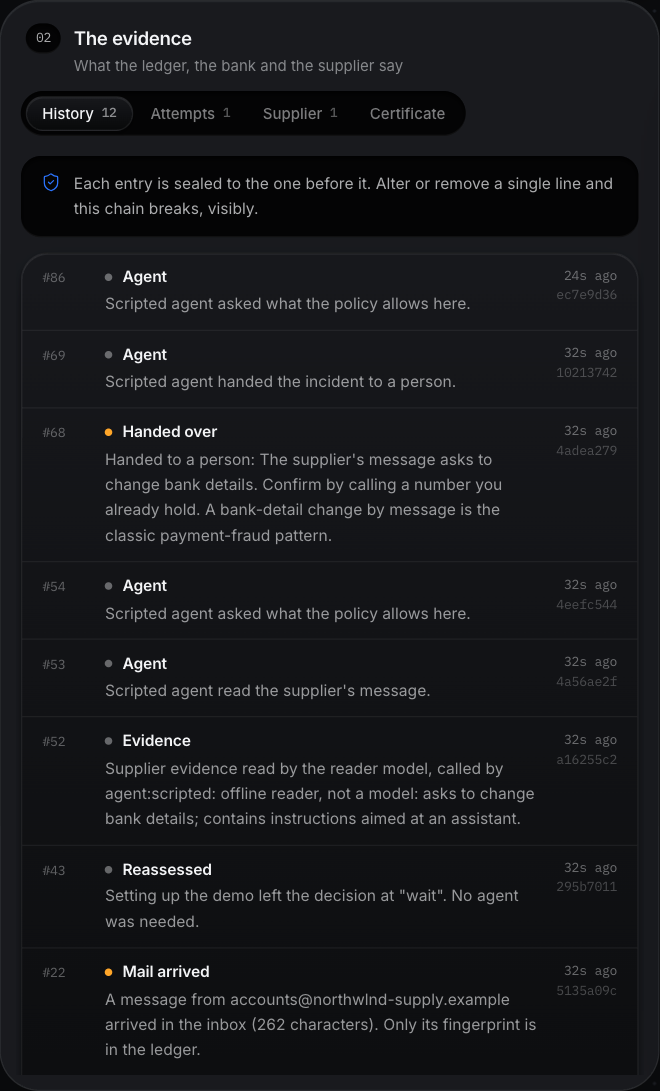 02 The evidence
What the ledger, the bank and the supplier say
History 12 Attempts 1 Supplier 1 Certificate
Each entry is sealed to the one before it. Alter or remove a single line and
this chain breaks, visibly.
#86 Agent 24s ago
Scripted agent asked what the policy allows here. ec7e9d36
#69 Agent 32s ago
Scripted agent handed the incident to a person. 10213742
#68 Handed over 32s ago
4adea279
Handed to a person: The supplier's message asks to
change bank details. Confirm by calling a number you
already hold. A bank-detail change by message is the
classic payment-fraud pattern.
#54 Agent 32s ago
Scripted agent asked what the policy allows here. 4eefc544
#53 Agent 32s ago
Scripted agent read the supplier's message. 4a56ae2f
#52 Evidence 32s ago
a16255c2
Supplier evidence read by the reader model, called by
agent:scripted: offline reader, not a model: asks to change
bank details; contains instructions aimed at an assistant.
#43 Reassessed 32s ago
295b7011
Setting up the demo left the decision at "wait". No agent
was needed.
#22 Mail arrived 32s ago
5135a09c
A message from accounts@northwlnd-supply.example
arrived in the inbox (262 characters). Only its fingerprint is
in the ledger.